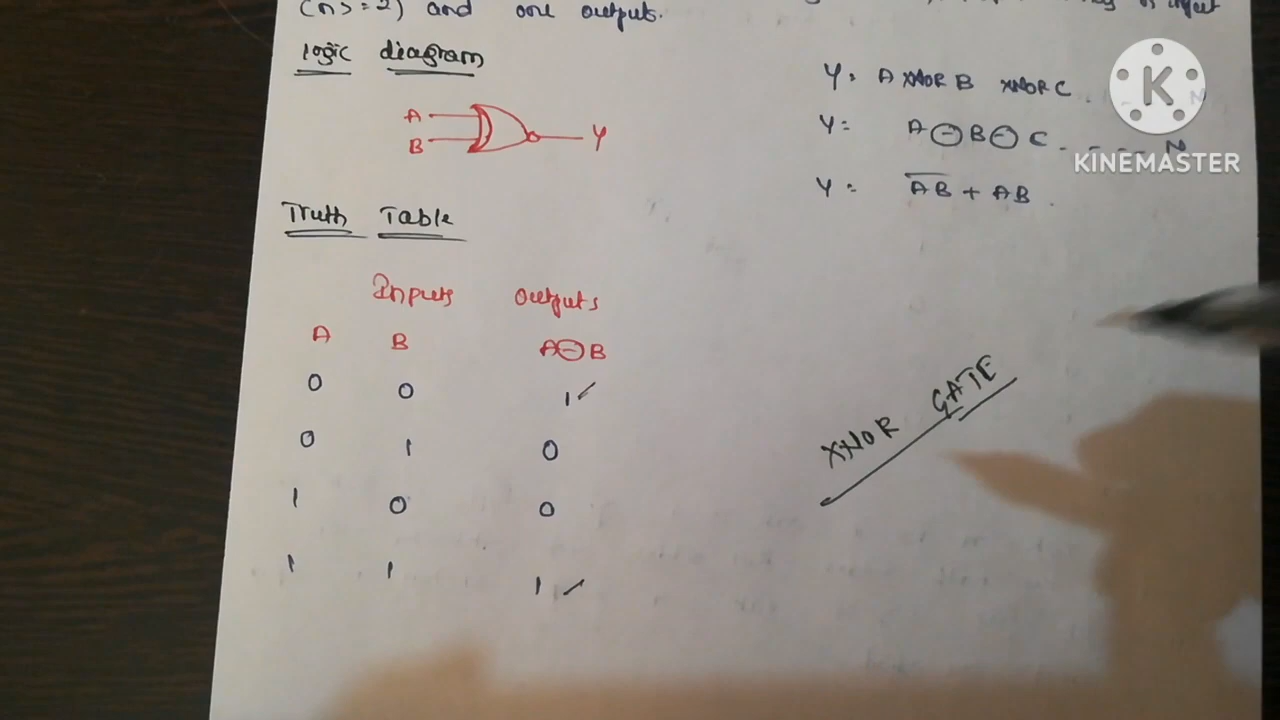 (n>=2) and one outputs. input
logic diagram
A
B
Y
Y = A XNOR B XNOR C . - - - N
Y = A ⊖ B ⊖ C . - - - - N
Y = A̅B̅ + AB .
K
KINEMASTER
Truth Table
Inputs outputs
A B A⊖B
0 0 1 ✓
0 1 0
1 0 0
1 1 1 ✓
XNOR GATE